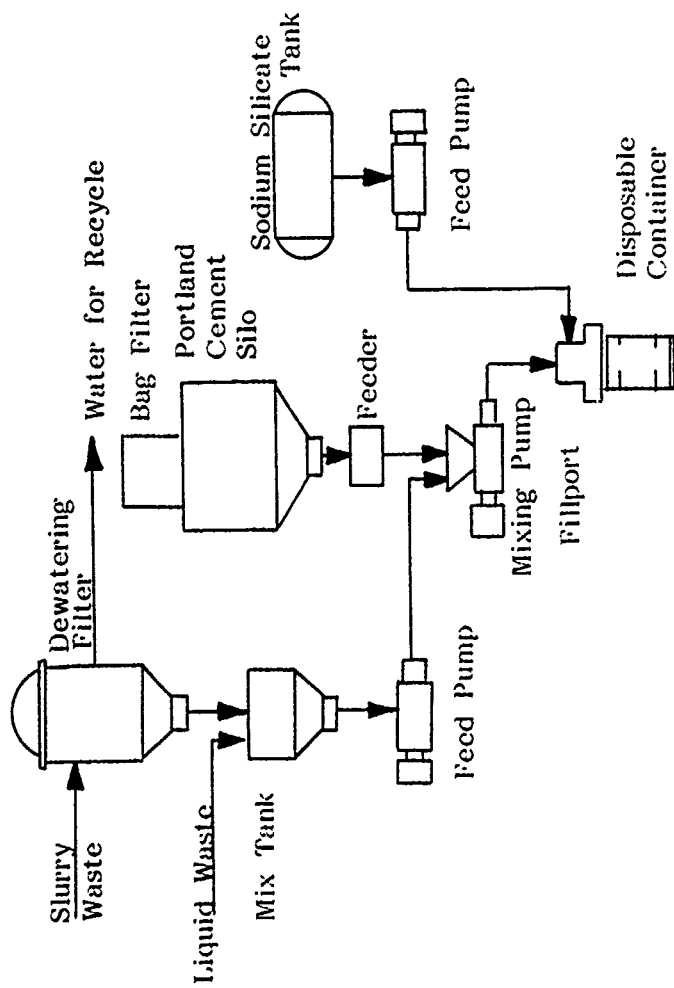 Slurry
Waste
Dewatering
Filter
Water for Recycle
Liquid Waste
Mix Tank
Feed Pump
Bag Filter
Portland
Cement
Silo
Feeder
Mixing Pump
Fillport
Sodium Silicate
Tank
Feed Pump
Disposable
Container